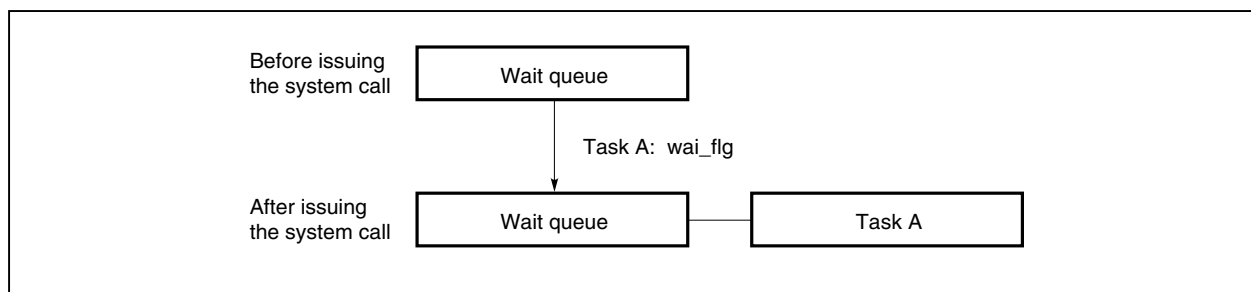 Before issuing
the system call
Wait queue
Task A: wai_flg
After issuing
the system call
Wait queue
Task A